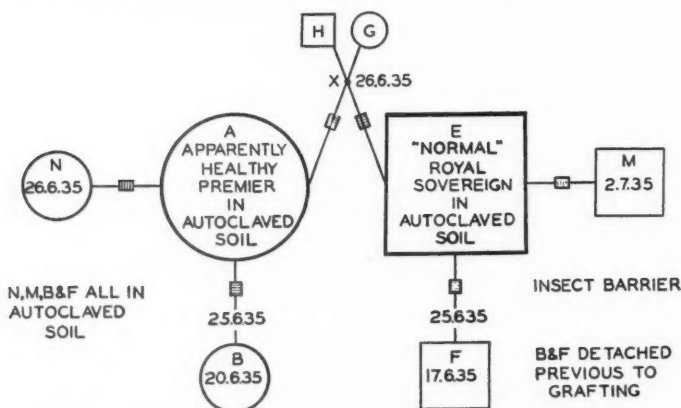 H
G
X
26.6.35
A
APPARENTLY
HEALTHY
PREMIER
IN
AUTOCLAVED
SOIL
E
"NORMAL"
ROYAL
SOVEREIGN
IN
AUTOCLAVED
SOIL
N
26.6.35
M
2.7.35
N,M,B&F ALL IN
AUTOCLAVED
SOIL
INSECT BARRIER
25.6.35
25.6.35
B
20.6.35
F
17.6.35
B&F DETACHED
PREVIOUS TO
GRAFTING